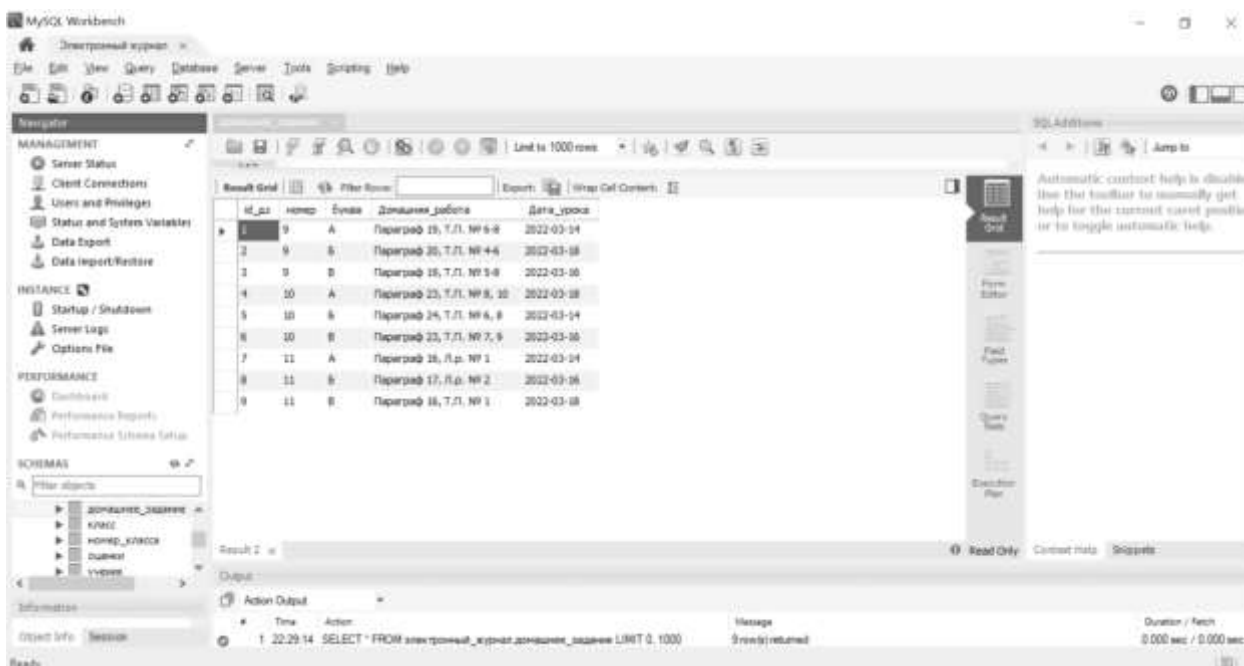 MySQL Workbench
Электронный журнал ×
File Edit View Query Database Server Tools Scripting Help
Navigator
SQLAdditions
MANAGEMENT
Server Status
Client Connections
Users and Privileges
Status and System Variables
Data Export
Data Import/Restore
INSTANCE
Startup / Shutdown
Server Logs
Options File
PERFORMANCE
Dashboard
Performance Reports
Performance Schema Setup
SCHEMAS
Filter objects
домашнее_задание
класс
номер_класса
оценки
Information
Object Info Session
Ready
Limit to 1000 rows
Result Grid Filter Rows: Export: Wrap Cell Content:
id_дз номер буква Домашняя_работа Дата_урока
1 9 А Параграф 19, Т.П. № 6-8 2022-03-14
2 9 Б Параграф 20, Т.П. № 4-6 2022-03-18
3 9 В Параграф 19, Т.П. № 5-8 2022-03-16
4 10 А Параграф 23, Т.П. № 8, 10 2022-03-18
5 10 Б Параграф 24, Т.П. № 6, 8 2022-03-14
6 10 В Параграф 23, Т.П. № 7, 9 2022-03-16
7 11 А Параграф 16, Л.р. № 1 2022-03-14
8 11 Б Параграф 17, Л.р. № 2 2022-03-16
9 11 В Параграф 16, Т.П. № 1 2022-03-18
Result Grid
Form Editor
Field Types
Query Stats
Execution Plan
Jump to
Automatic context help is disabled.
Use the toolbar to manually get
help for the current caret position
or to toggle automatic help.
Result 2 ×
Read Only
Context Help Snippets
Output
Action Output
# Time Action Message Duration / Fetch
1 22:29:14 SELECT * FROM электронный_журнал.домашнее_задание LIMIT 0, 1000 9 row(s) returned 0.000 sec / 0.000 sec